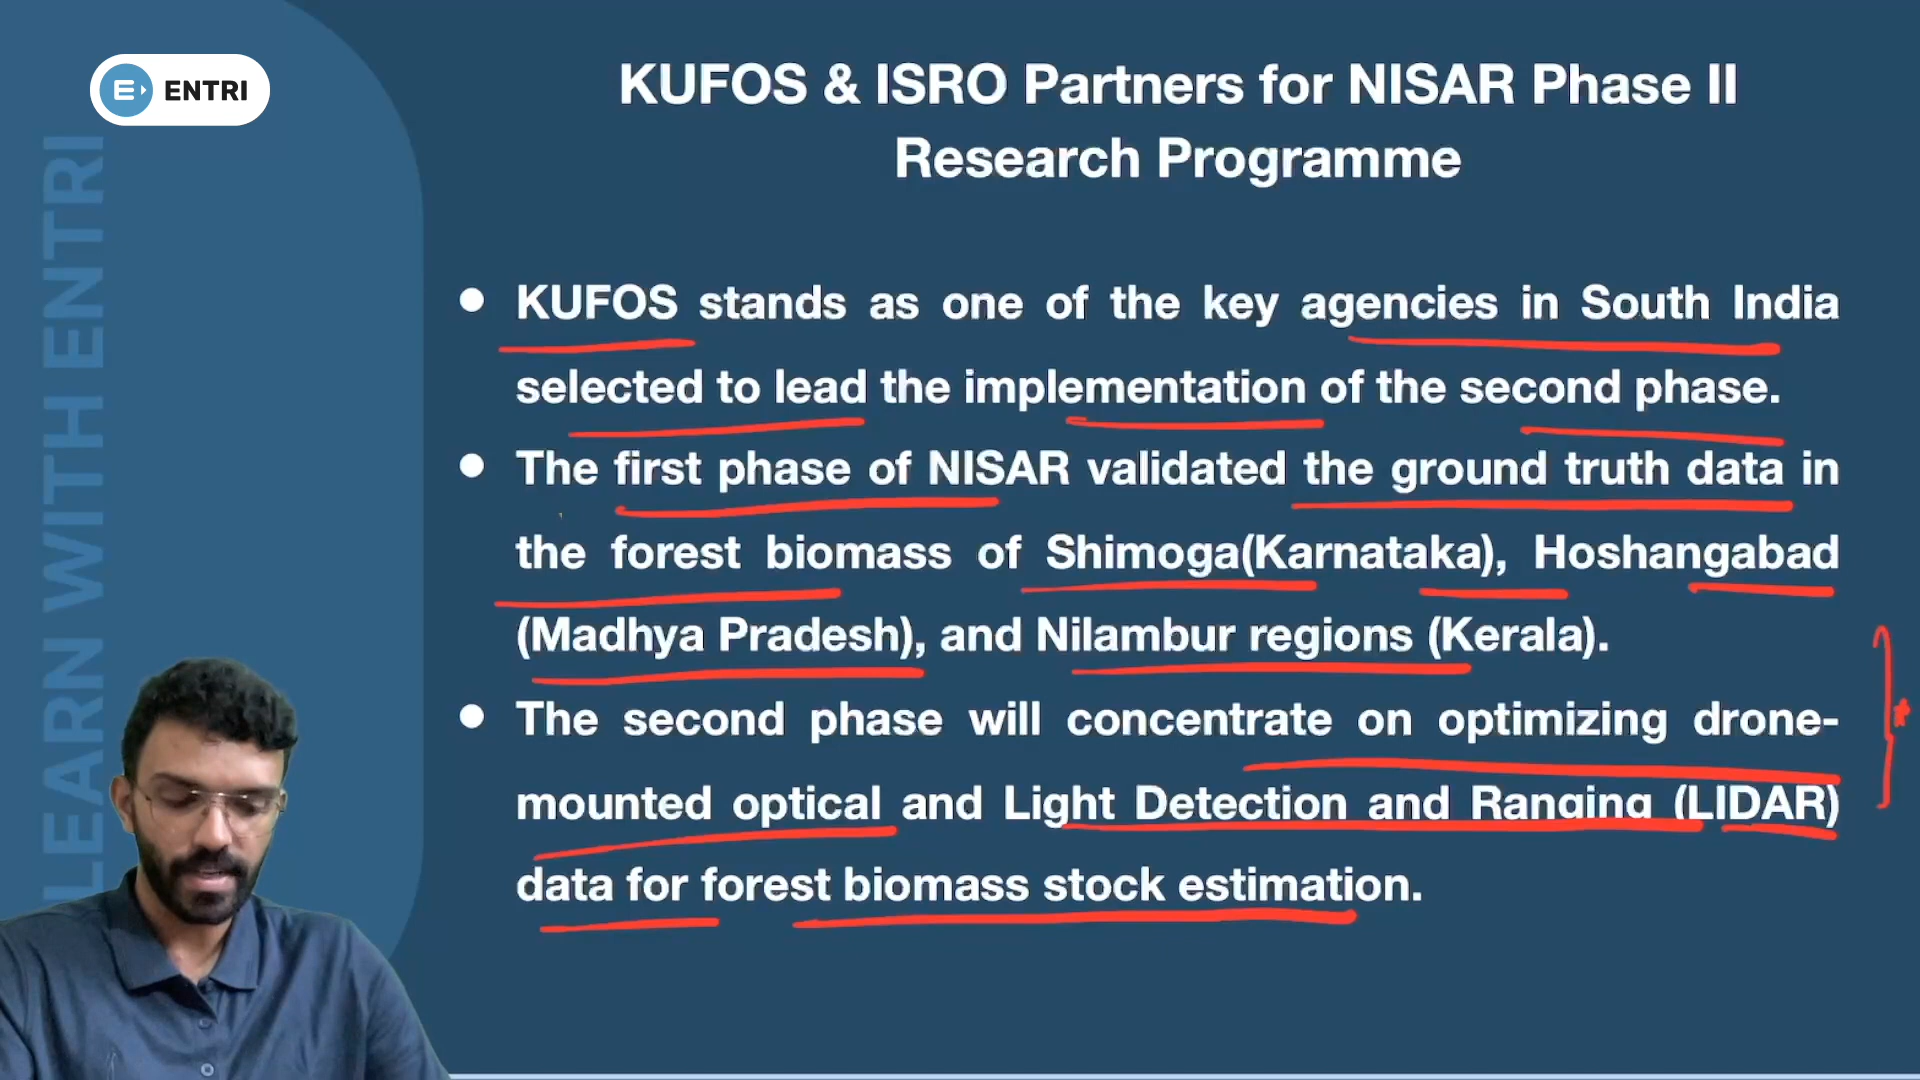 ENTRI
LEARN WITH ENTRI
KUFOS & ISRO Partners for NISAR Phase II
Research Programme
KUFOS stands as one of the key agencies in South India
selected to lead the implementation of the second phase.
The first phase of NISAR validated the ground truth data in
the forest biomass of Shimoga(Karnataka), Hoshangabad
(Madhya Pradesh), and Nilambur regions (Kerala).
The second phase will concentrate on optimizing drone-
mounted optical and Light Detection and Ranging (LIDAR)
data for forest biomass stock estimation.